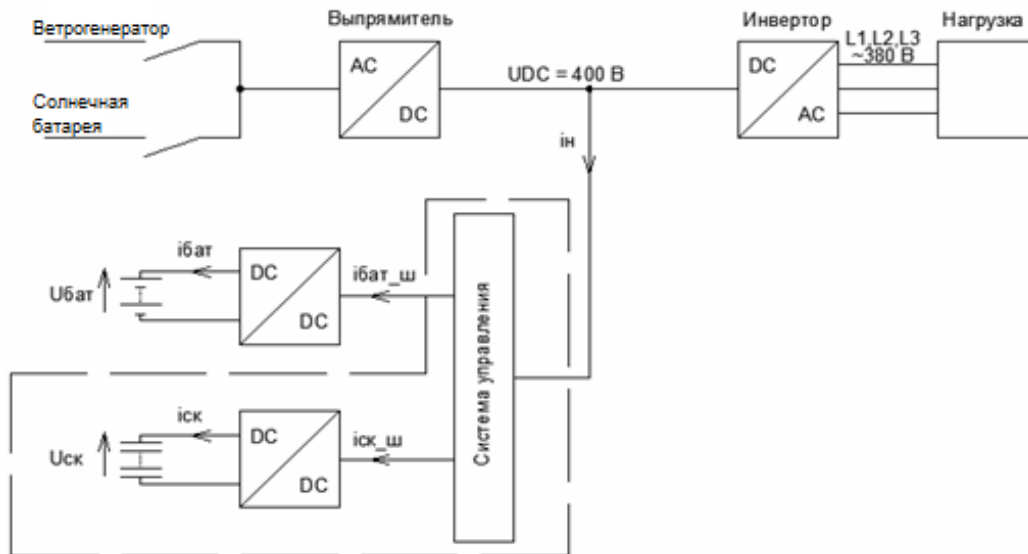 Ветрогенератор
Солнечная
батарея
Выпрямитель
AC
DC
UDC = 400 В
Инвертор
DC
AC
L1,L2,L3
~380 В
Нагрузка
iн
iбат
Uбат
DC
DC
iбат_ш
Система управления
iск
Uск
DC
DC
iск_ш